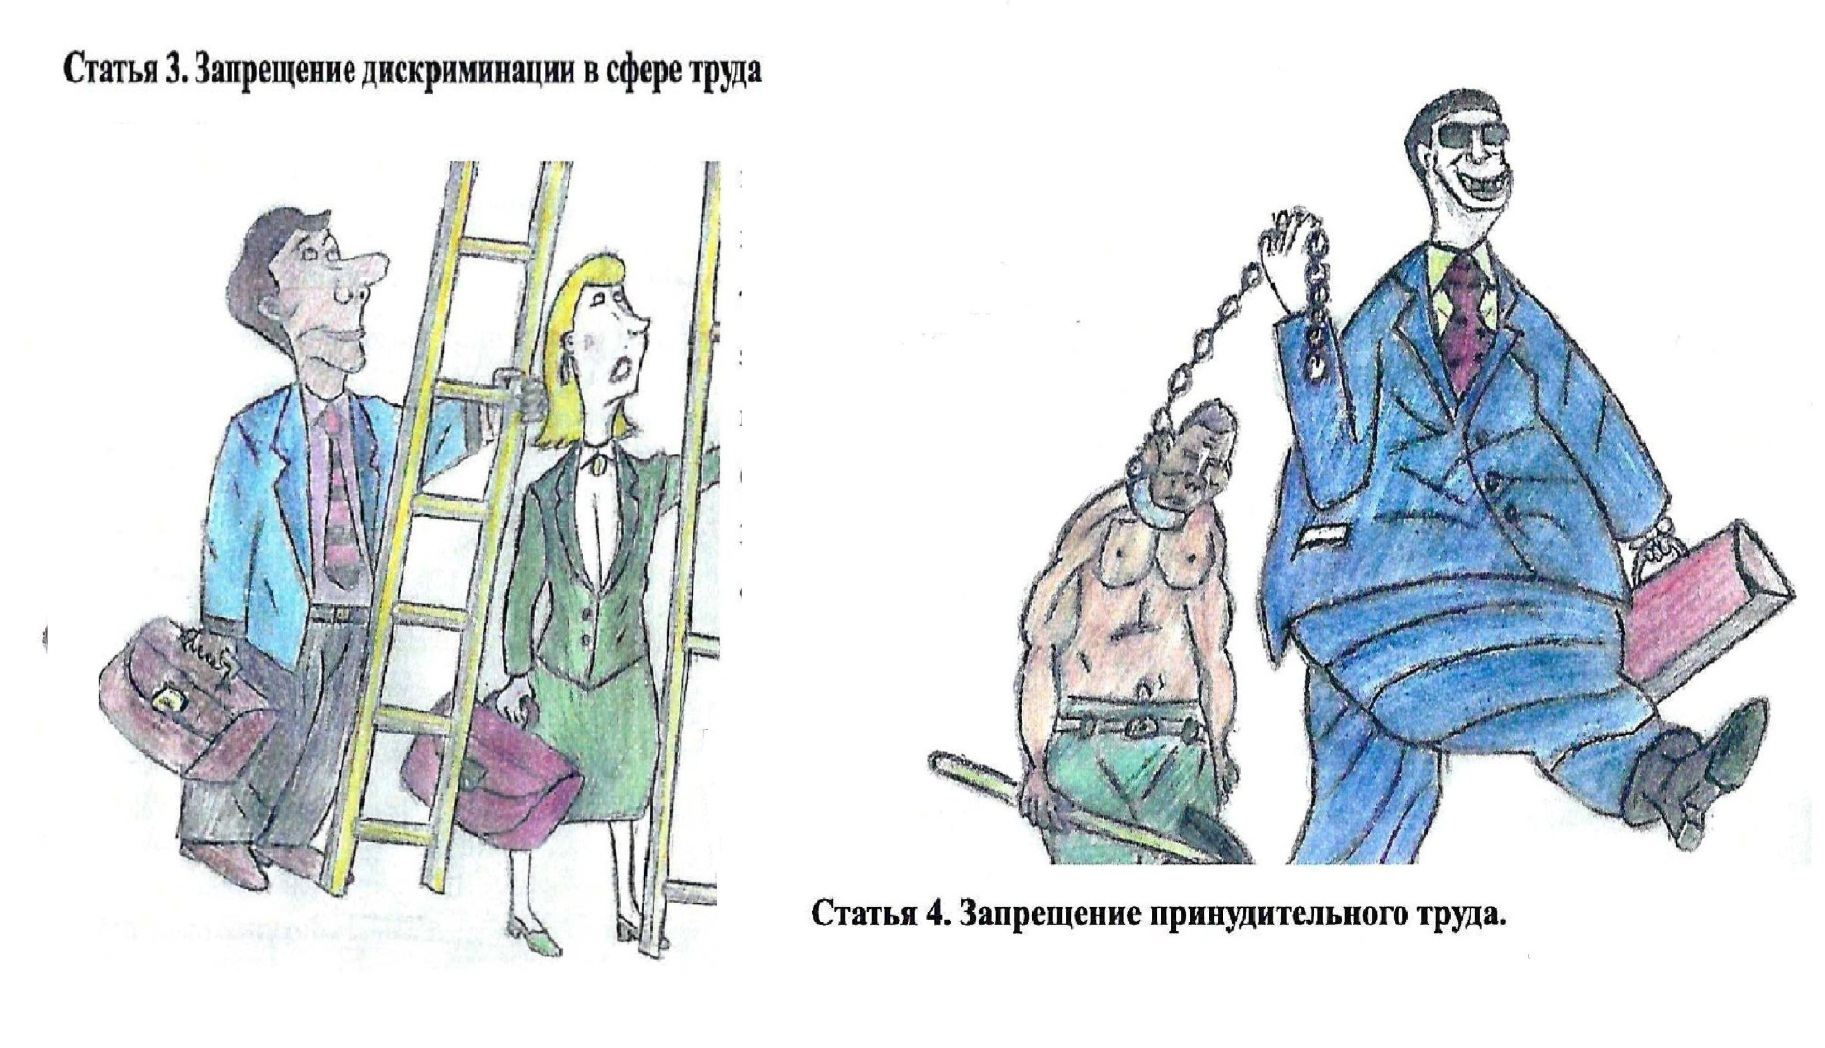 Статья 3. Запрещение дискриминации в сфере труда
Статья 4. Запрещение принудительного труда.